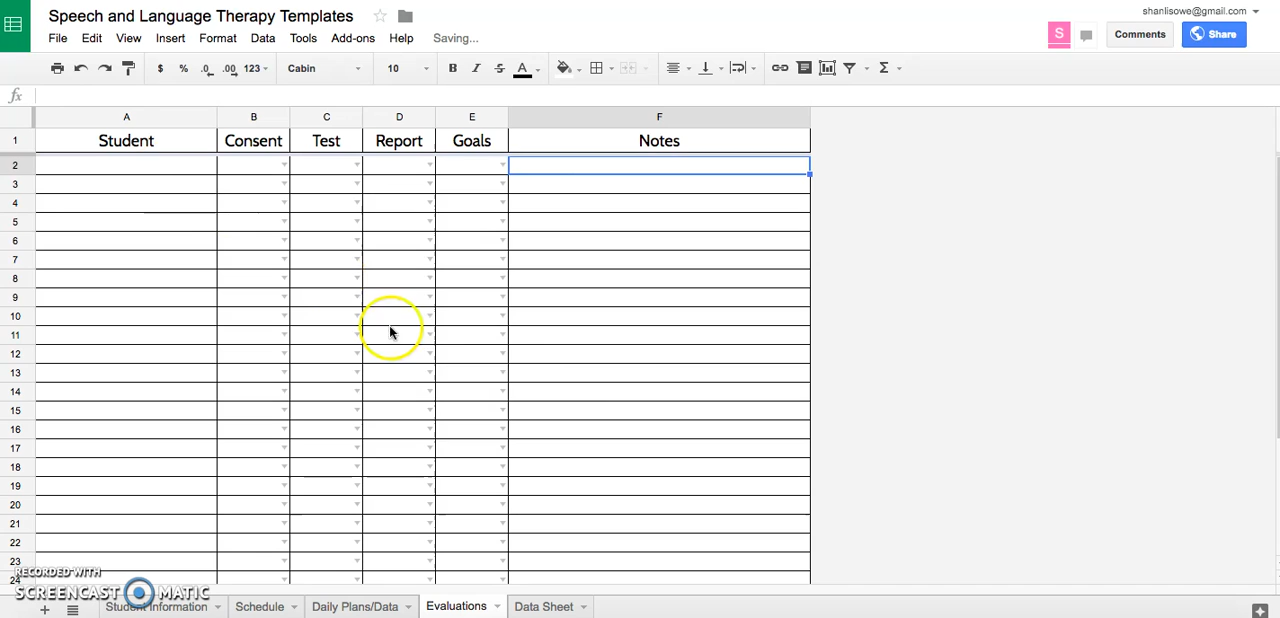 Speech and Language Therapy Templates
shanlisowe@gmail.com
File Edit View Insert Format Data Tools Add-ons Help Saving...
S Comments Share
$ % .0 .00 123 Cabin 10 B I S A Σ
fx
A B C D E F
1 Student Consent Test Report Goals Notes
2
3
4
5
6
7
8
9
10
11
12
13
14
15
16
17
18
19
20
21
22
23
24
RECORDED WITH
SCREENCAST MATIC
+ Student Information Schedule Daily Plans/Data Evaluations Data Sheet